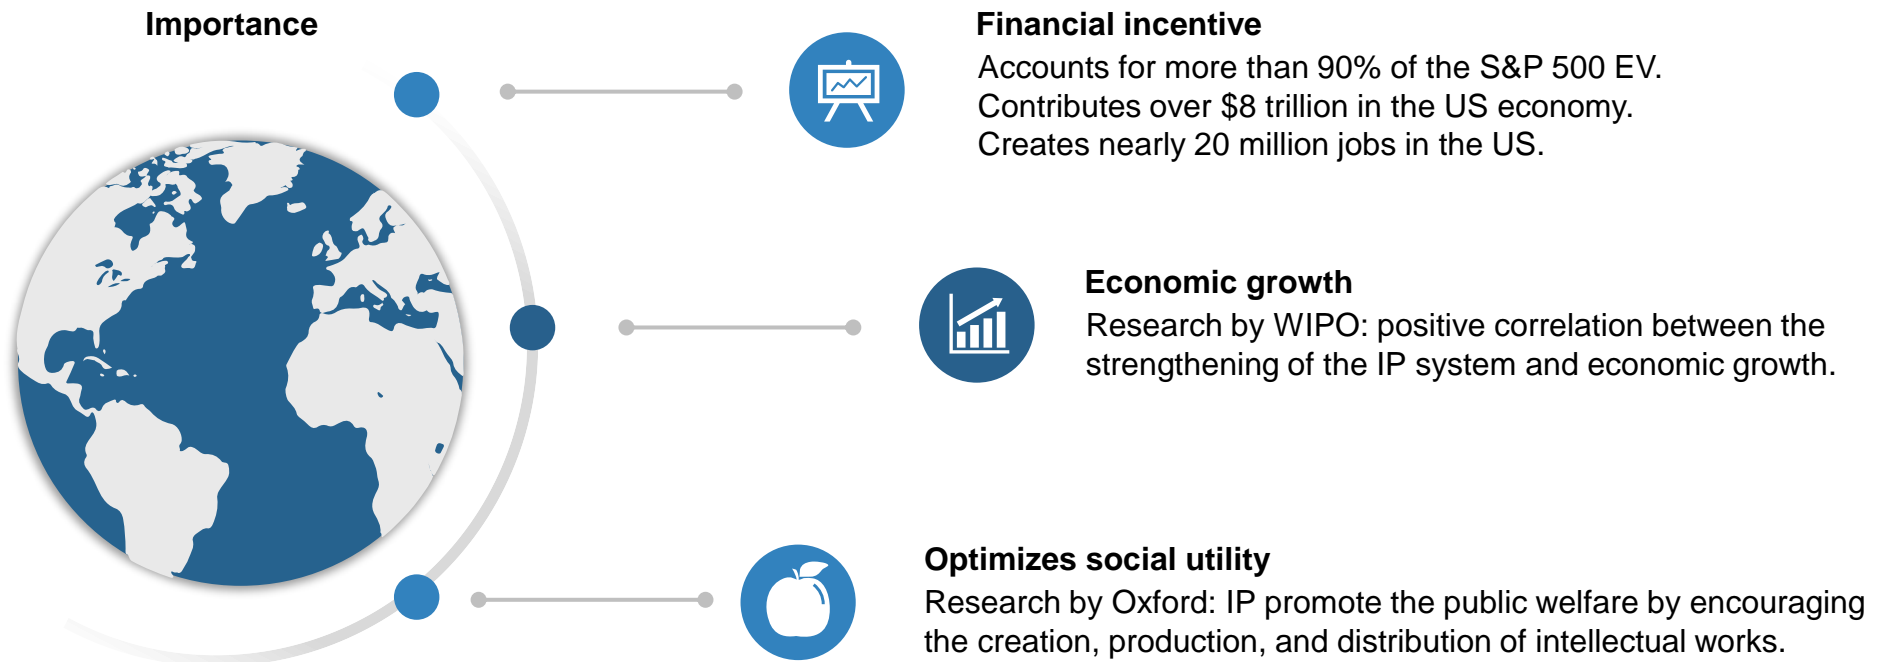 Importance
Financial incentive
Accounts for more than 90% of the S&P 500 EV.
Contributes over $8 trillion in the US economy.
Creates nearly 20 million jobs in the US.
Economic growth
Research by WIPO: positive correlation between the
strengthening of the IP system and economic growth.
Optimizes social utility
Research by Oxford: IP promote the public welfare by encouraging
the creation, production, and distribution of intellectual works.